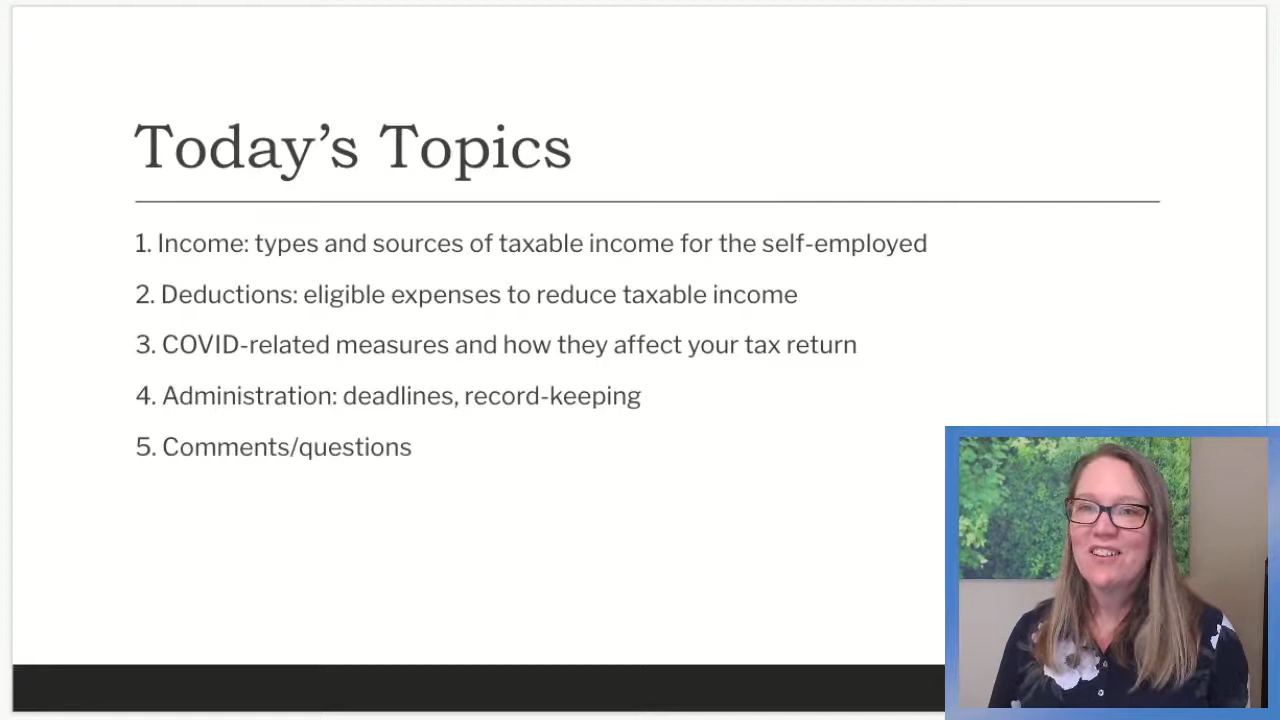 Today’s Topics
1. Income: types and sources of taxable income for the self-employed
2. Deductions: eligible expenses to reduce taxable income
3. COVID-related measures and how they affect your tax return
4. Administration: deadlines, record-keeping
5. Comments/questions